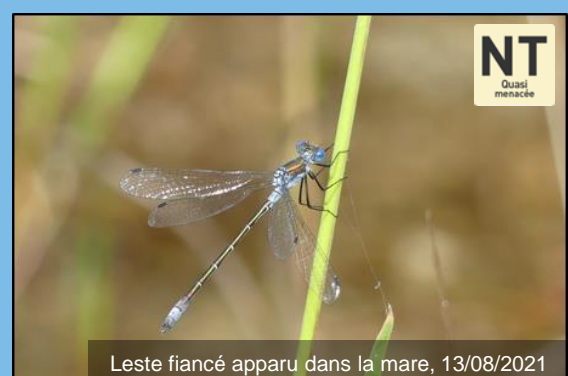 NT
Quasi
menacée
Leste fiancé apparu dans la mare, 13/08/2021